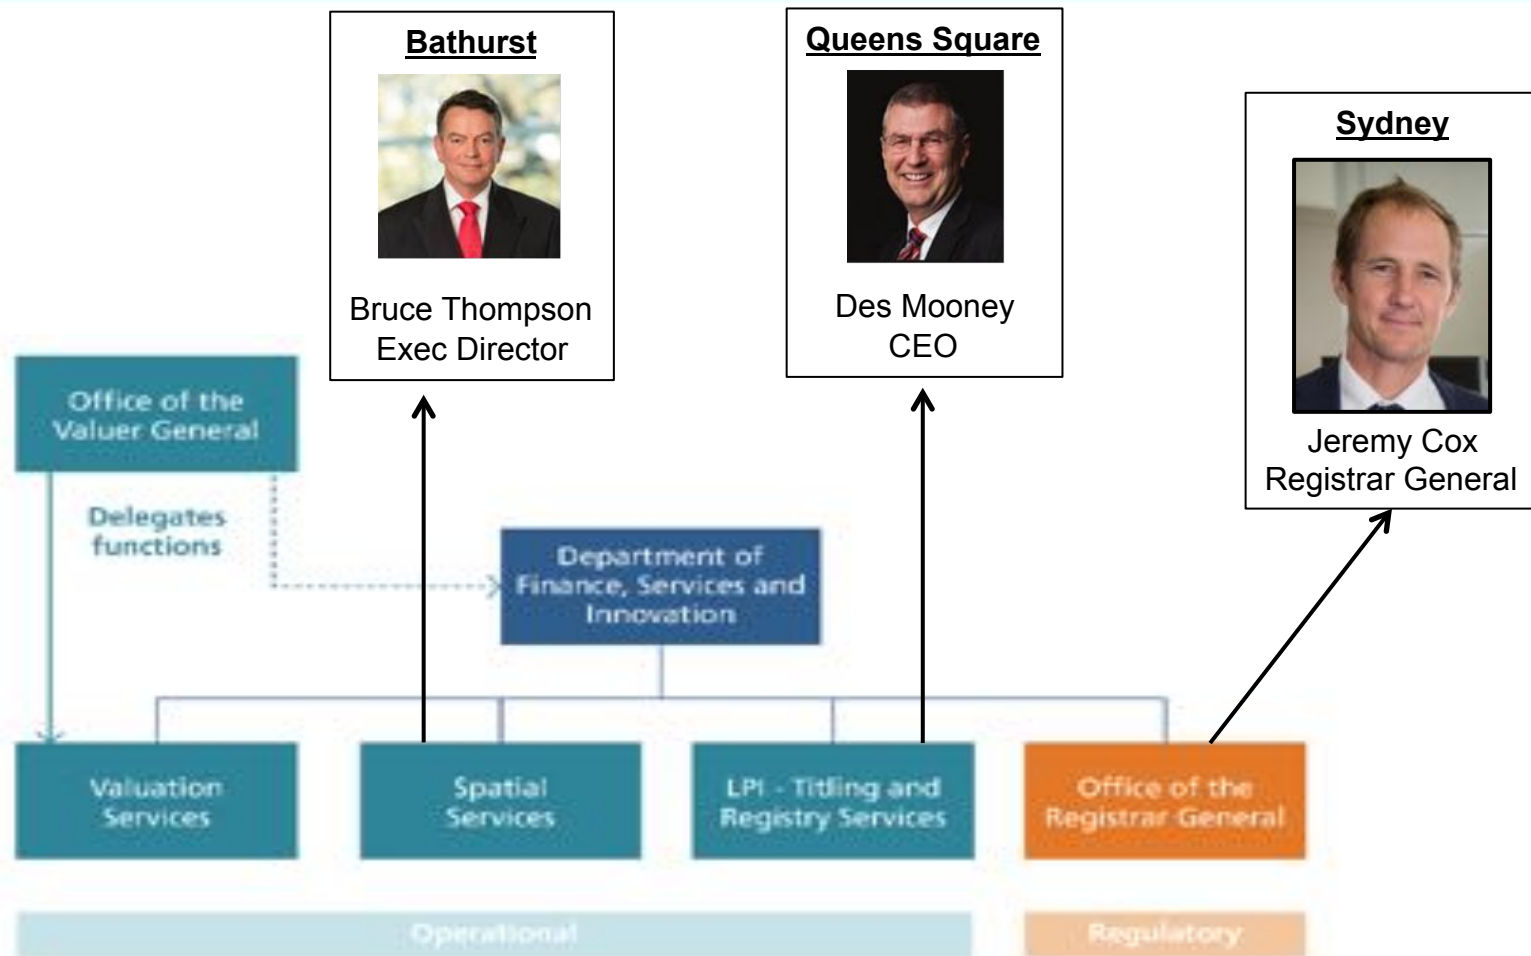 Bathurst
Bruce Thompson
Exec Director
Queens Square
Des Mooney
CEO
Sydney
Jeremy Cox
Registrar General
Office of the
Valuer General
Delegates
functions
Department of
Finance, Services and
Innovation
Valuation
Services
Spatial
Services
LPI - Titling and
Registry Services
Office of the
Registrar General
Operational
Regulatory